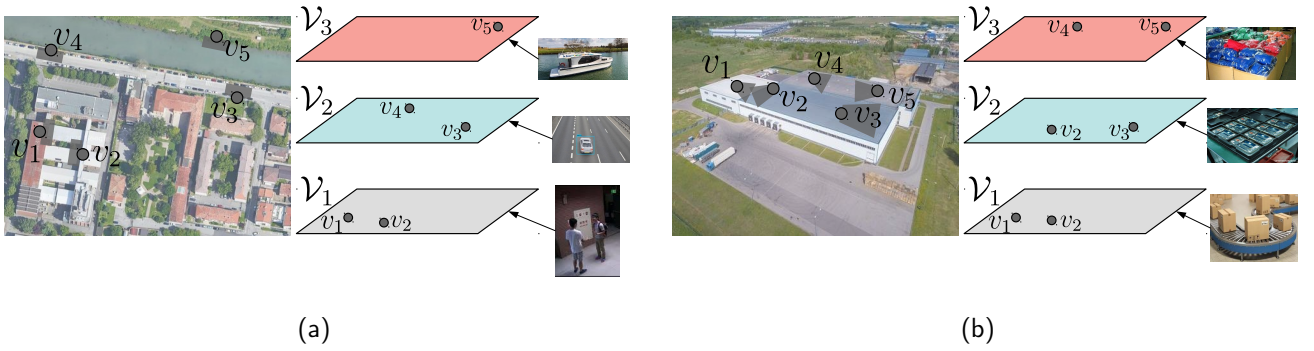 𝒱₃
v₅
v₄
v₅
v₃
v₁
v₂
𝒱₂
v₄
v₃
𝒱₁
v₁
v₂
(a)
𝒱₃
v₄
v₅
v₁
v₄
v₂
v₅
v₃
𝒱₂
v₂
v₃
𝒱₁
v₁
v₂
(b)